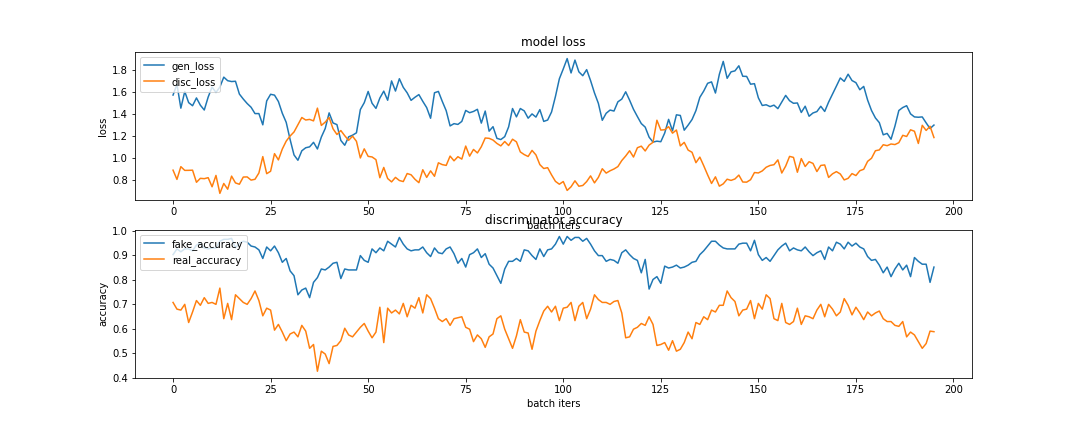 model loss
gen_loss
disc_loss
1.8
1.6
1.4
1.2
1.0
0.8
loss
0 25 50 75 100 125 150 175 200
batch iters
discriminator accuracy
fake_accuracy
real_accuracy
1.0
0.9
0.8
0.7
0.6
0.5
0.4
accuracy
0 25 50 75 100 125 150 175 200
batch iters